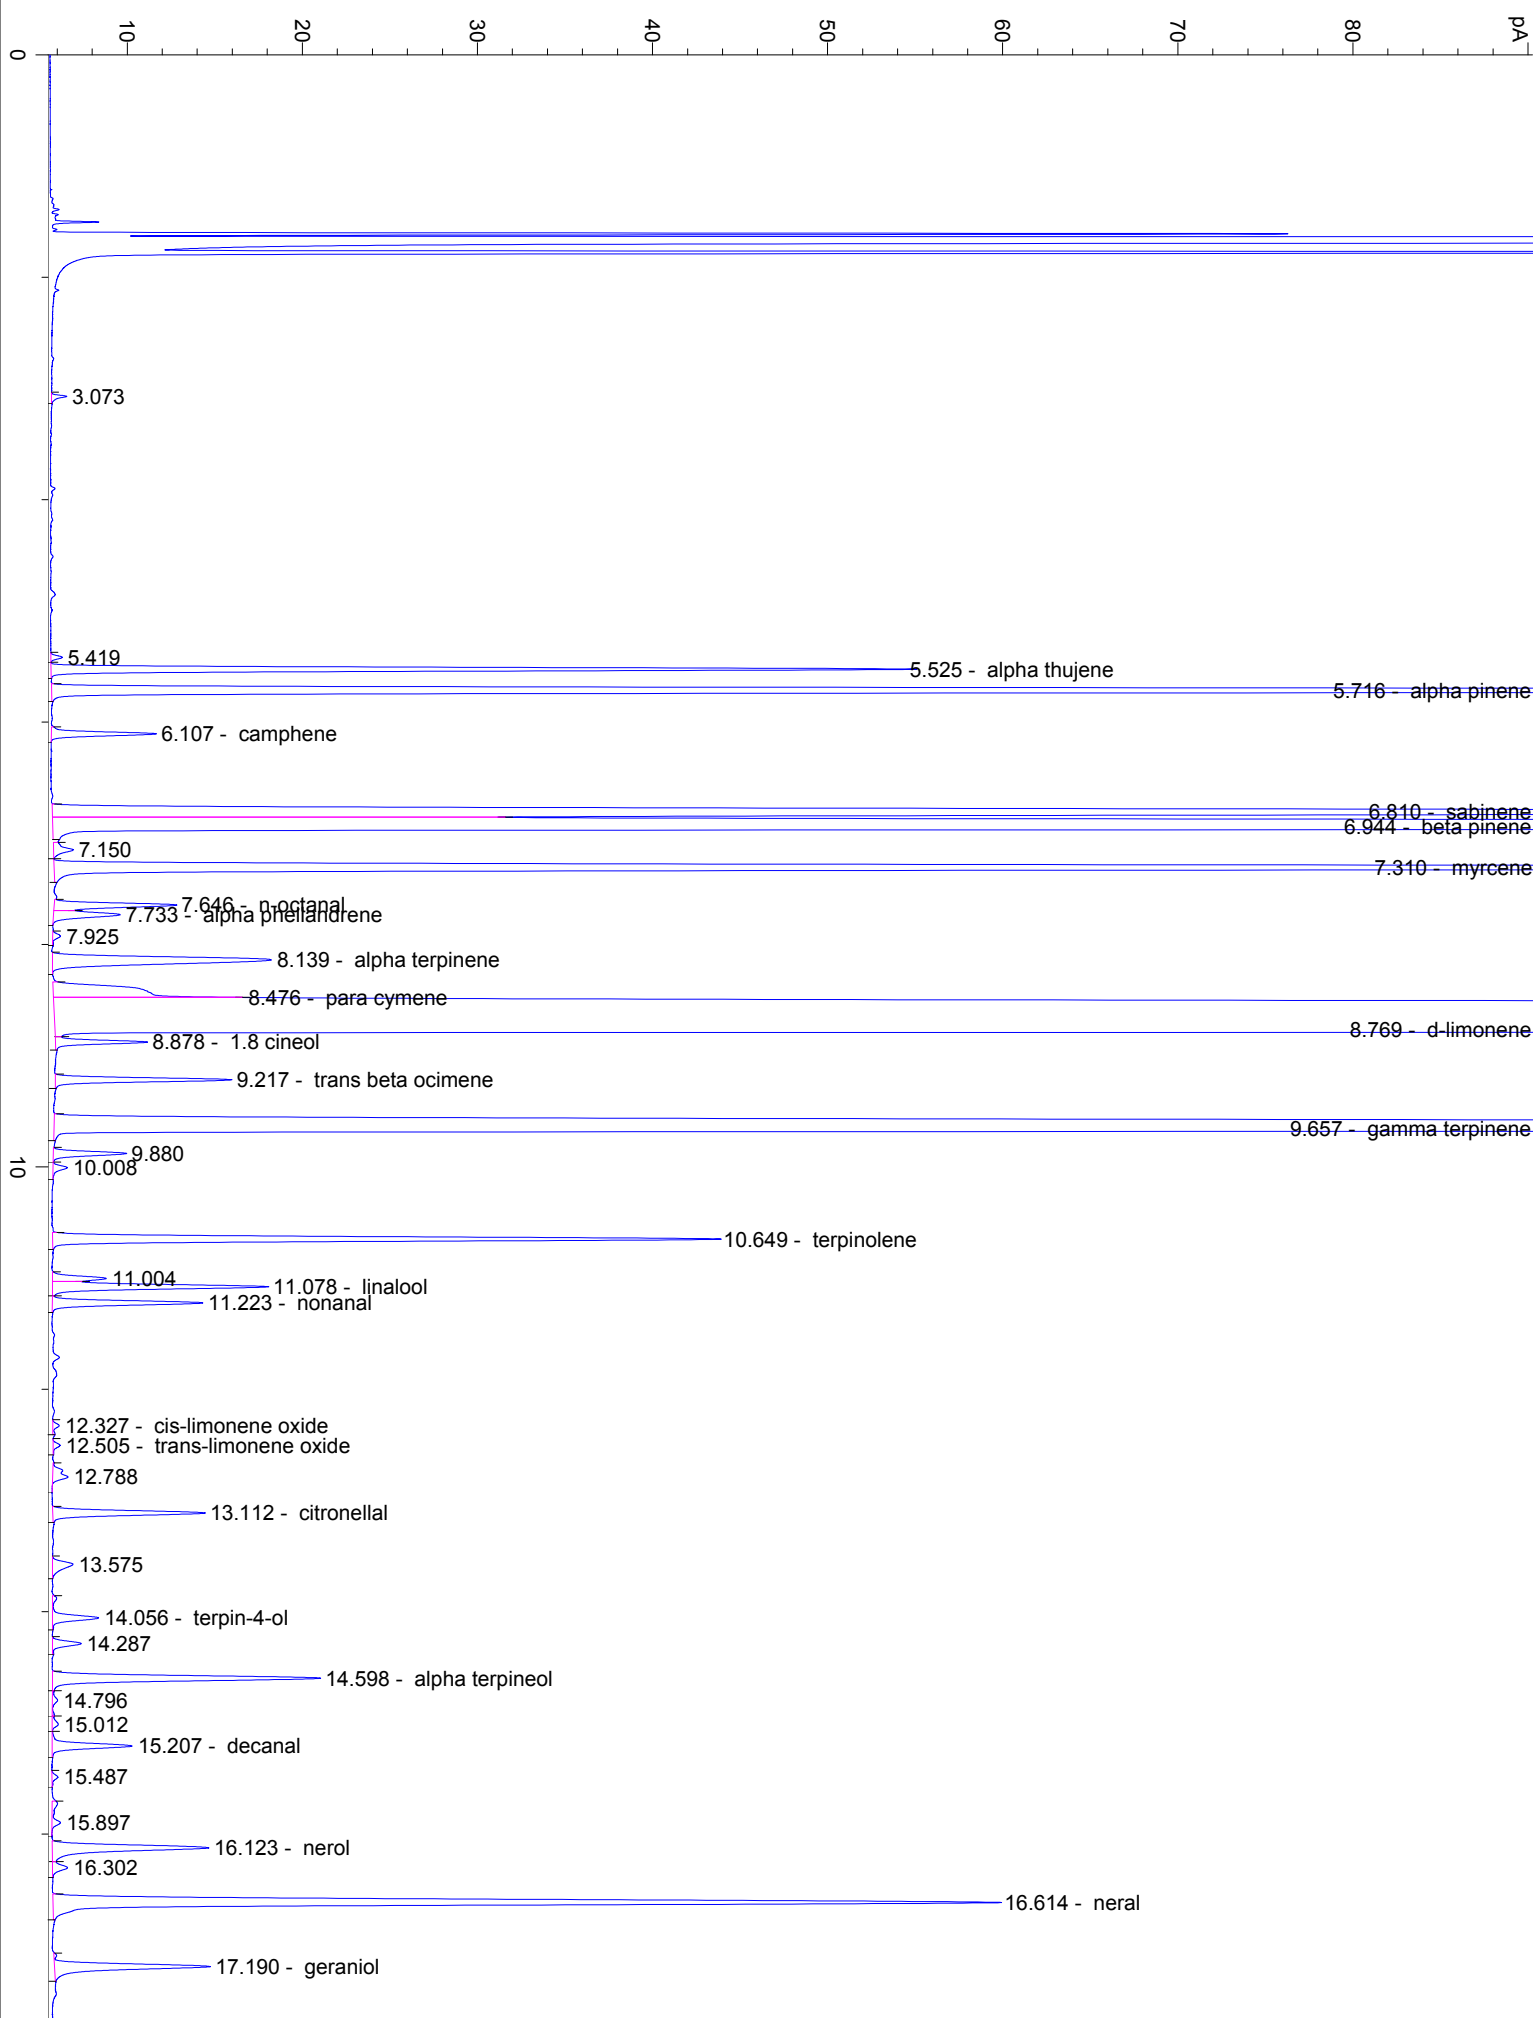 10
20
30
40
50
60
70
80
pA
0
3.073
5.419
5.525 - alpha thujene
5.716 - alpha pinene
6.107 - camphene
6.810 - sabinene
6.944 - beta pinene
7.150
7.310 - myrcene
7.646 - n-octanal
7.733 - alpha phellandrene
7.925
8.139 - alpha terpinene
8.476 - para cymene
8.769 - d-limonene
8.878 - 1.8 cineol
9.217 - trans beta ocimene
9.657 - gamma terpinene
9.880
10
10.008
10.649 - terpinolene
11.004
11.078 - linalool
11.223 - nonanal
12.327 - cis-limonene oxide
12.505 - trans-limonene oxide
12.788
13.112 - citronellal
13.575
14.056 - terpin-4-ol
14.287
14.598 - alpha terpineol
14.796
15.012
15.207 - decanal
15.487
15.897
16.123 - nerol
16.302
16.614 - neral
17.190 - geraniol